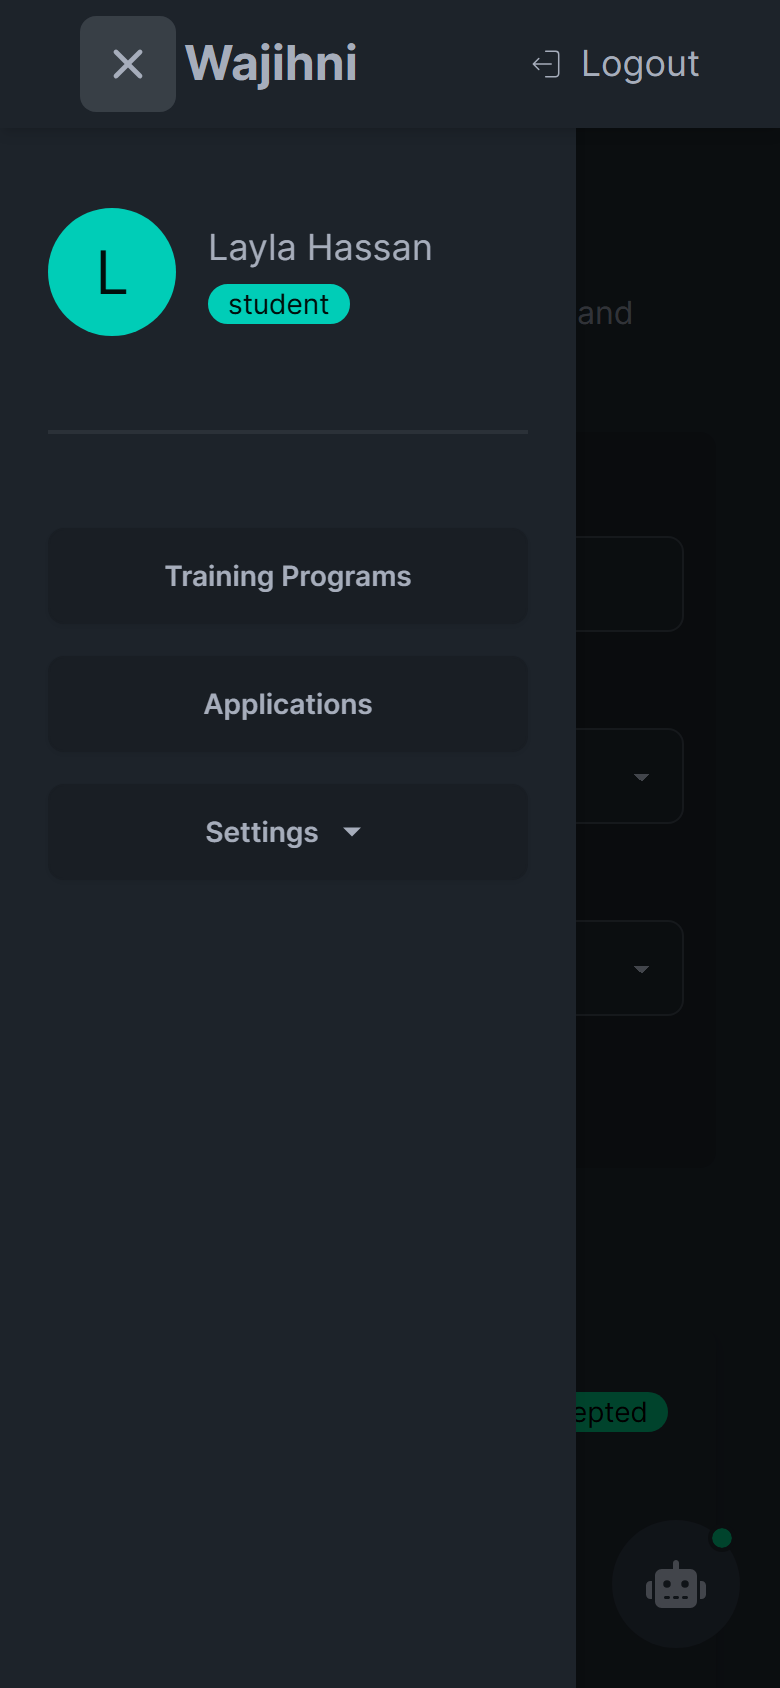 Wajihni
Logout
L
Layla Hassan
student
and
Training Programs
Applications
Settings
epted